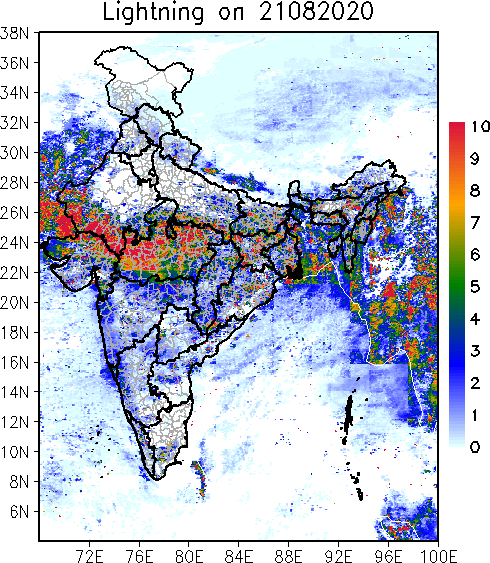 Lightning on 21082020
38N
36N
34N
32N
30N
28N
26N
24N
22N
20N
18N
16N
14N
12N
10N
8N
6N
72E 76E 80E 84E 88E 92E 96E 100E
10
9
8
7
6
5
4
3
2
1
0